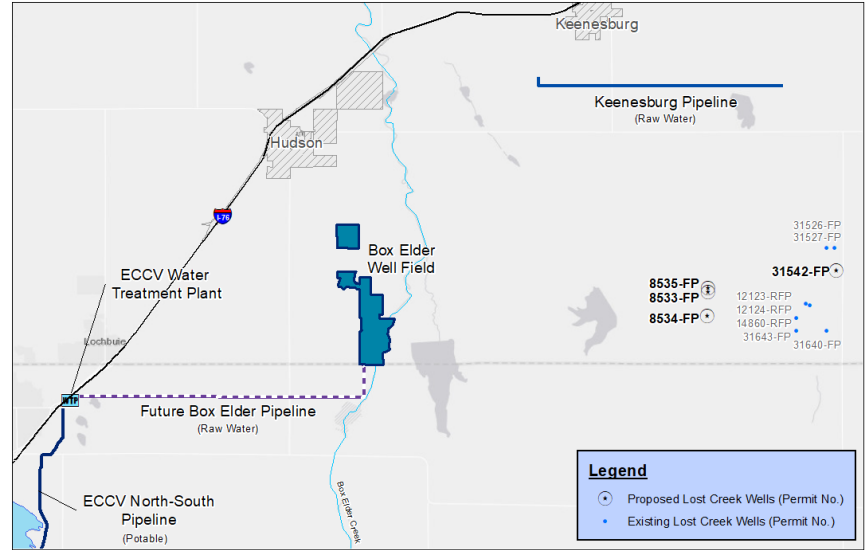 Keenesburg
Keenesburg Pipeline
(Raw Water)
Hudson
I-76
31526-FP
31527-FP
Box Elder
Well Field
ECCV Water
Treatment Plant
31542-FP
8535-FP
8533-FP
8534-FP
12123-RFP
12124-RFP
14860-RFP
31643-FP
31640-FP
Lochbuie
WTP
Future Box Elder Pipeline
(Raw Water)
ECCV North-South
Pipeline
(Potable)
Box Elder Creek
Legend
Proposed Lost Creek Wells (Permit No.)
Existing Lost Creek Wells (Permit No.)